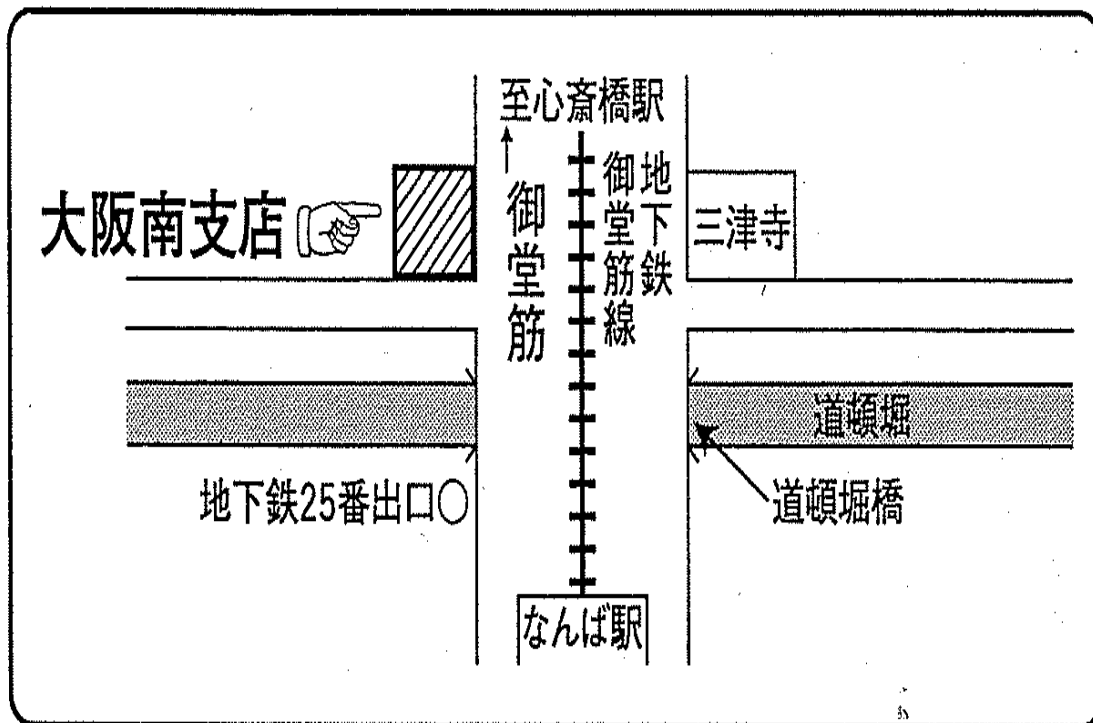 至心斎橋駅
大阪南支店
御堂筋
地下鉄
御堂筋線
三津寺
道頓堀
地下鉄25番出口
道頓堀橋
なんば駅